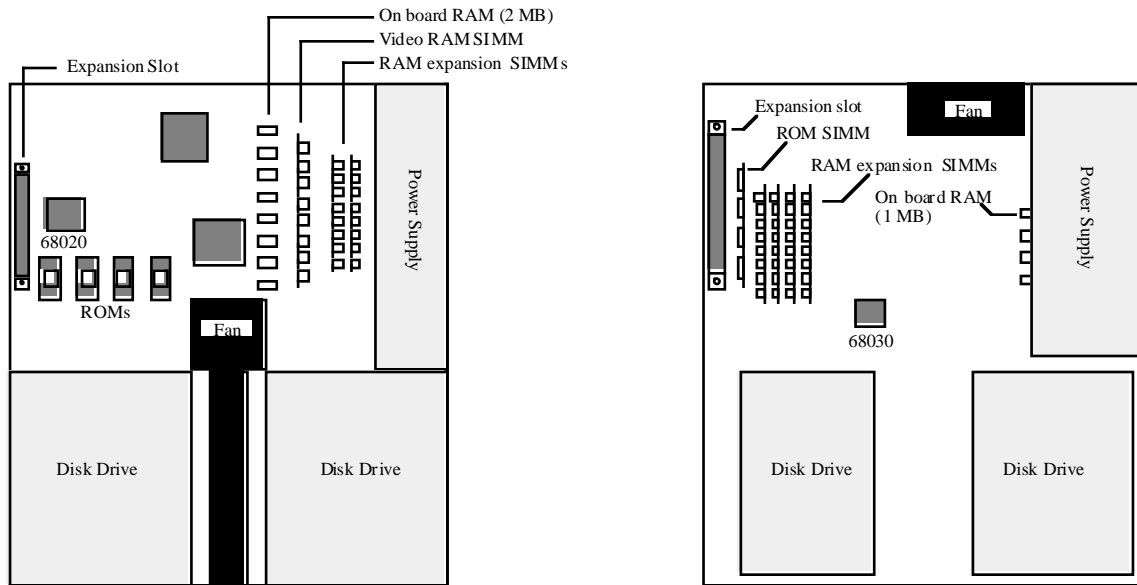 On board RAM (2 MB)
Video RAM SIMM
RAM expansion SIMMs
Expansion Slot
68020
ROMs
Fan
Power Supply
Disk Drive
Disk Drive
Expansion slot
Fan
ROM SIMM
RAM expansion SIMMs
On board RAM
(1 MB)
Power Supply
68030
Disk Drive
Disk Drive